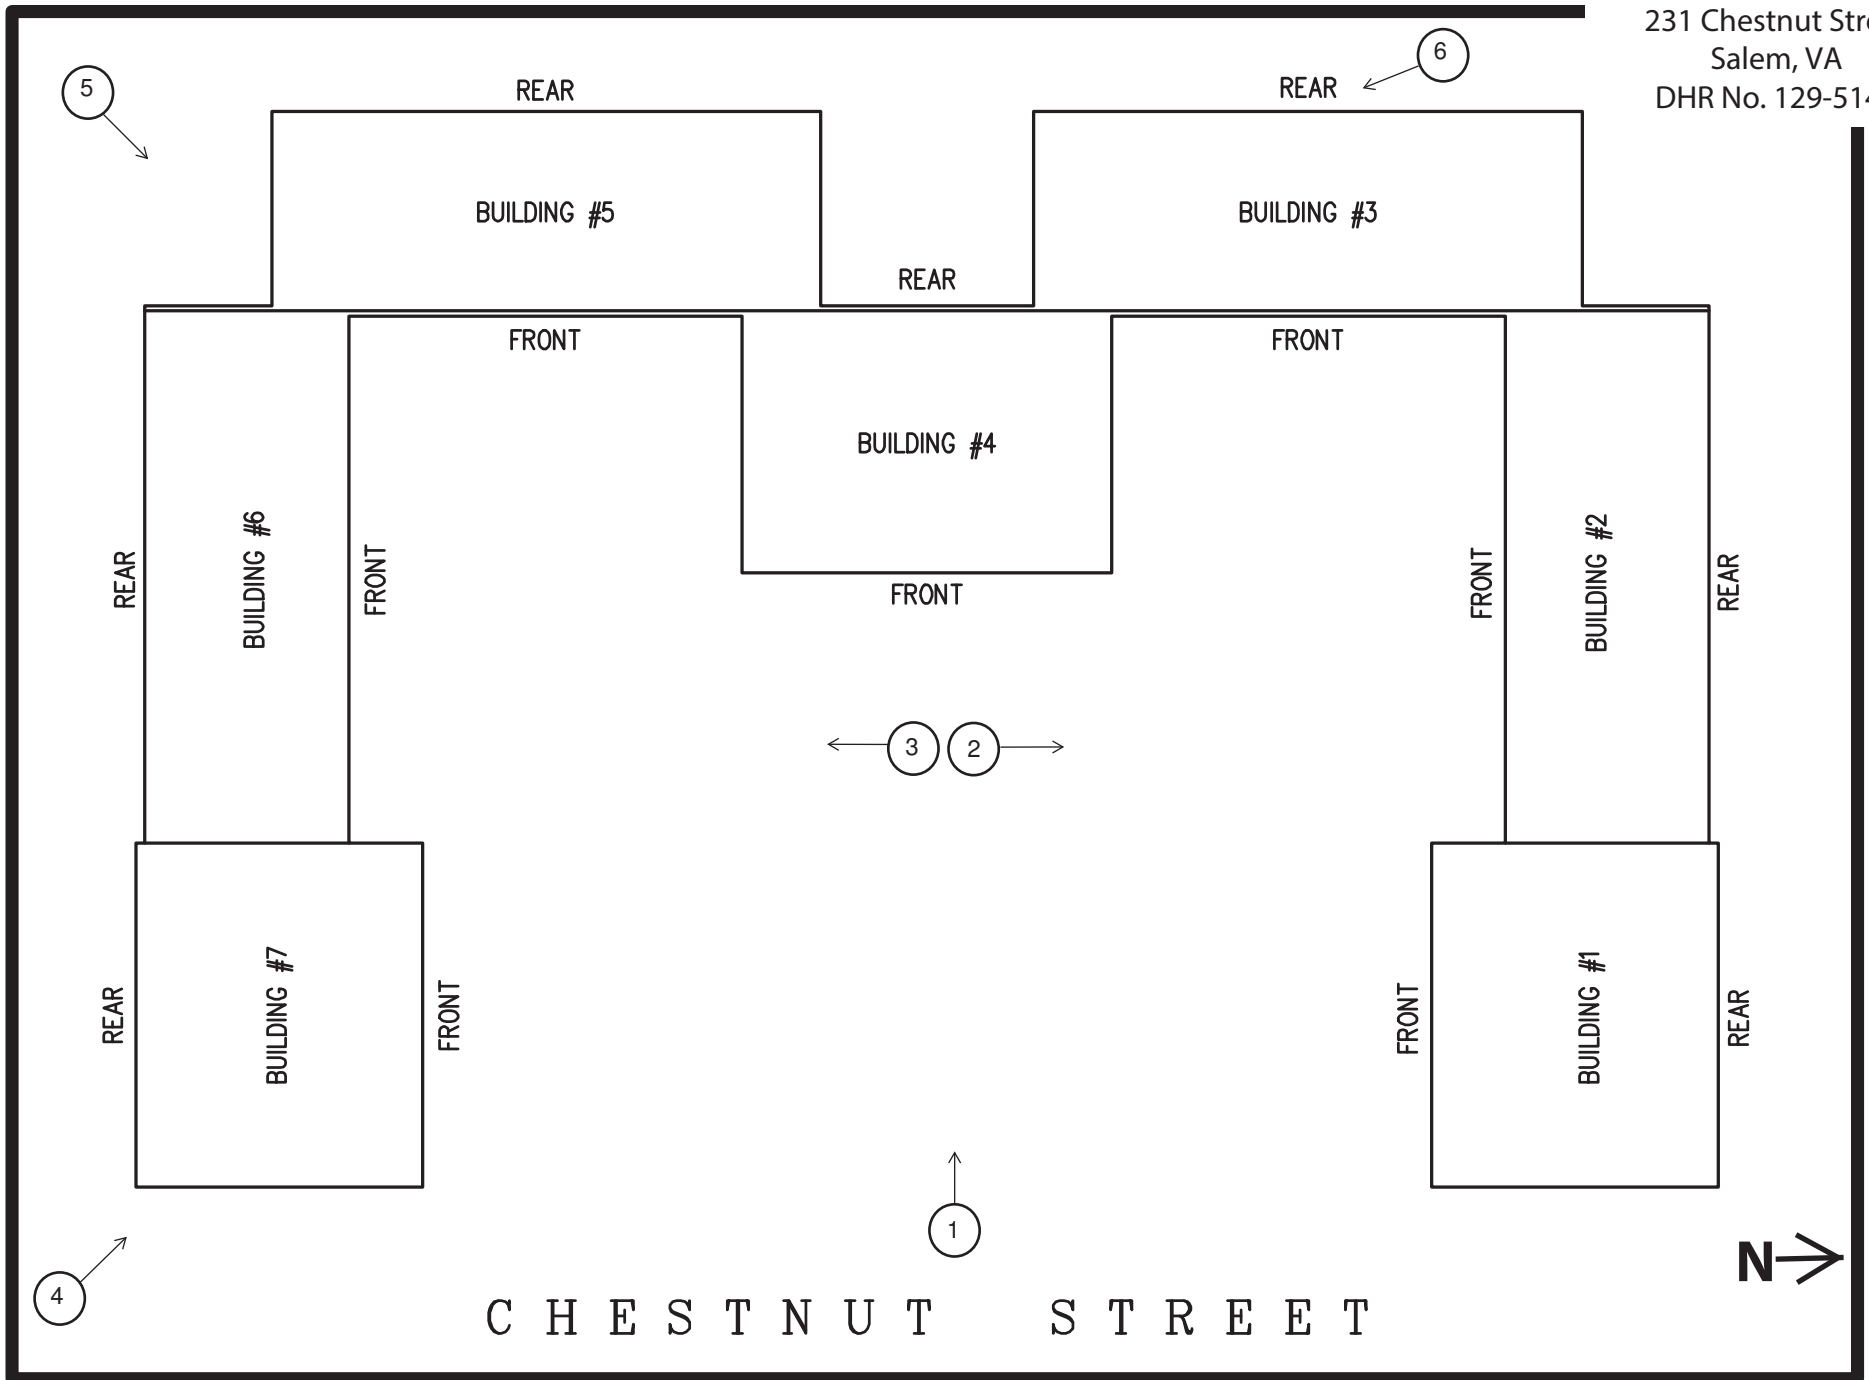 231 Chestnut Stre
Salem, VA
DHR No. 129-514
5
REAR
REAR
6
BUILDING #5
BUILDING #3
REAR
FRONT
FRONT
BUILDING #4
REAR
BUILDING #6
FRONT
FRONT
FRONT
BUILDING #2
REAR
3
2
REAR
BUILDING #7
FRONT
FRONT
BUILDING #1
REAR
1
N
4
CHESTNUT STREET